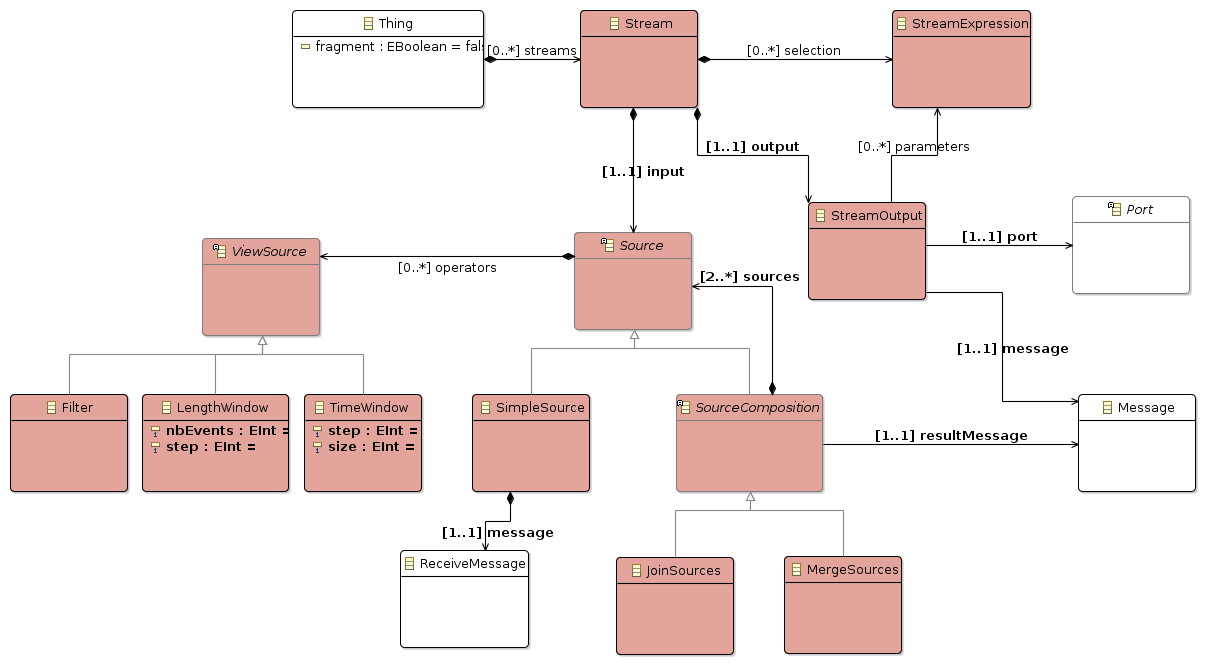 Thing
fragment : EBoolean = fals
[0..*] streams
Stream
[0..*] selection
StreamExpression
[1..1] output
[0..*] parameters
[1..1] input
StreamOutput
Port
[1..1] port
ViewSource
[0..*] operators
Source
[2..*] sources
[1..1] message
Filter
LengthWindow
nbEvents : EInt =
step : EInt =
TimeWindow
step : EInt =
size : EInt =
SimpleSource
SourceComposition
[1..1] resultMessage
Message
[1..1] message
ReceiveMessage
JoinSources
MergeSources